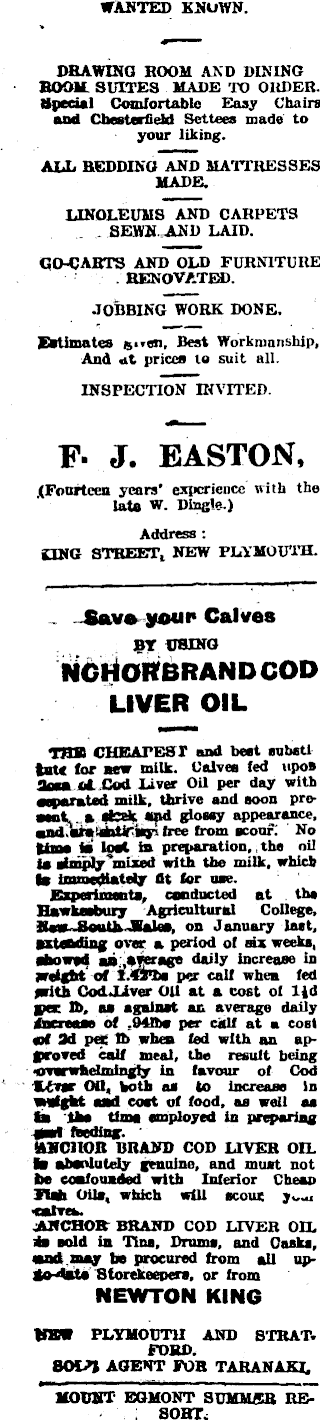 WANTED KNOWN.
DRAWING ROOM AND DINING
ROOM SUITES MADE TO ORDER.
Special Comfortable Easy Chairs
and Chesterfield Settees made to
your liking.
ALL BEDDING AND MATTRESSES
MADE.
LINOLEUMS AND CARPETS
SEWN AND LAID.
GO-CARTS AND OLD FURNITURE
RENOVATED.
JOBBING WORK DONE.
Estimates given, Best Workmanship,
And at prices to suit all.
INSPECTION INVITED.
F. J. EASTON,
(Fourteen years' experience with the
late W. Dingle.)
Address :
KING STREET, NEW PLYMOUTH.
Save your Calves
BY USING
NCHOR BRAND COD
LIVER OIL
THE CHEAPEST and best substi
tute for new milk. Calves fed upon
2ozs of Cod Liver Oil per day with
separated milk, thrive and soon pre-
sent a sleek and glossy appearance,
and are entirely free from scour. No
time is lost in preparation, the oil
is simply mixed with the milk, which
is immediately fit for use.
Experiments, conducted at the
Hawkesbury Agricultural College,
New South Wales, on January last,
extending over a period of six weeks,
showed an average daily increase in
weight of 1.42lbs per calf when fed
with Cod Liver Oil at a cost of 1½d
per lb, as against an average daily
increase of .94lbs per calf at a cost
of 2d per lb when fed with an ap-
proved calf meal, the result being
overwhelmingly in favour of Cod
Liver Oil, both as to increase in
weight and cost of food, as well as
in the time employed in preparing
and feeding.
ANCHOR BRAND COD LIVER OIL
is absolutely genuine, and must not
be confounded with Inferior Cheap
Fish Oils, which will scour your
calves.
ANCHOR BRAND COD LIVER OIL
is sold in Tins, Drums, and Casks,
and may be procured from all up-
to-date Storekeepers, or from
NEWTON KING
NEW PLYMOUTH AND STRAT-
FORD.
SOLE AGENT FOR TARANAKI.
MOUNT EGMONT SUMMER RE-
SORT.